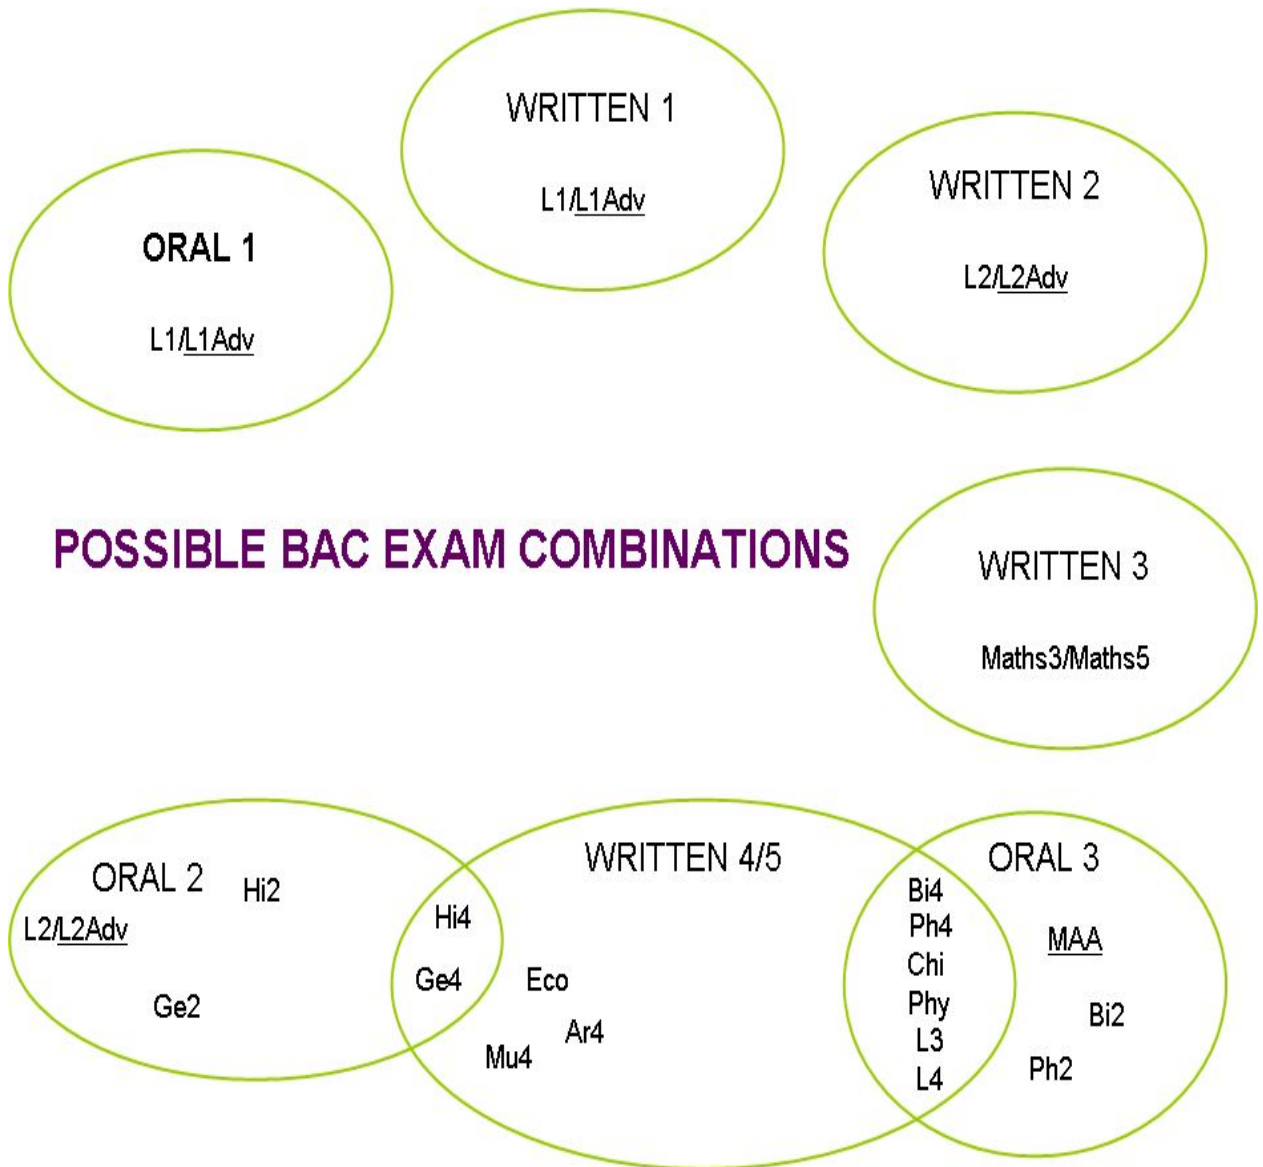 WRITTEN 1
L1/L1Adv
WRITTEN 2
L2/L2Adv
ORAL 1
L1/L1Adv
POSSIBLE BAC EXAM COMBINATIONS
WRITTEN 3
Maths3/Maths5
ORAL 2
Hi2
L2/L2Adv
Ge2
Hi4
Ge4
WRITTEN 4/5
Eco
Ar4
Mu4
Bi4
Ph4
Chi
Phy
L3
L4
ORAL 3
MAA
Bi2
Ph2